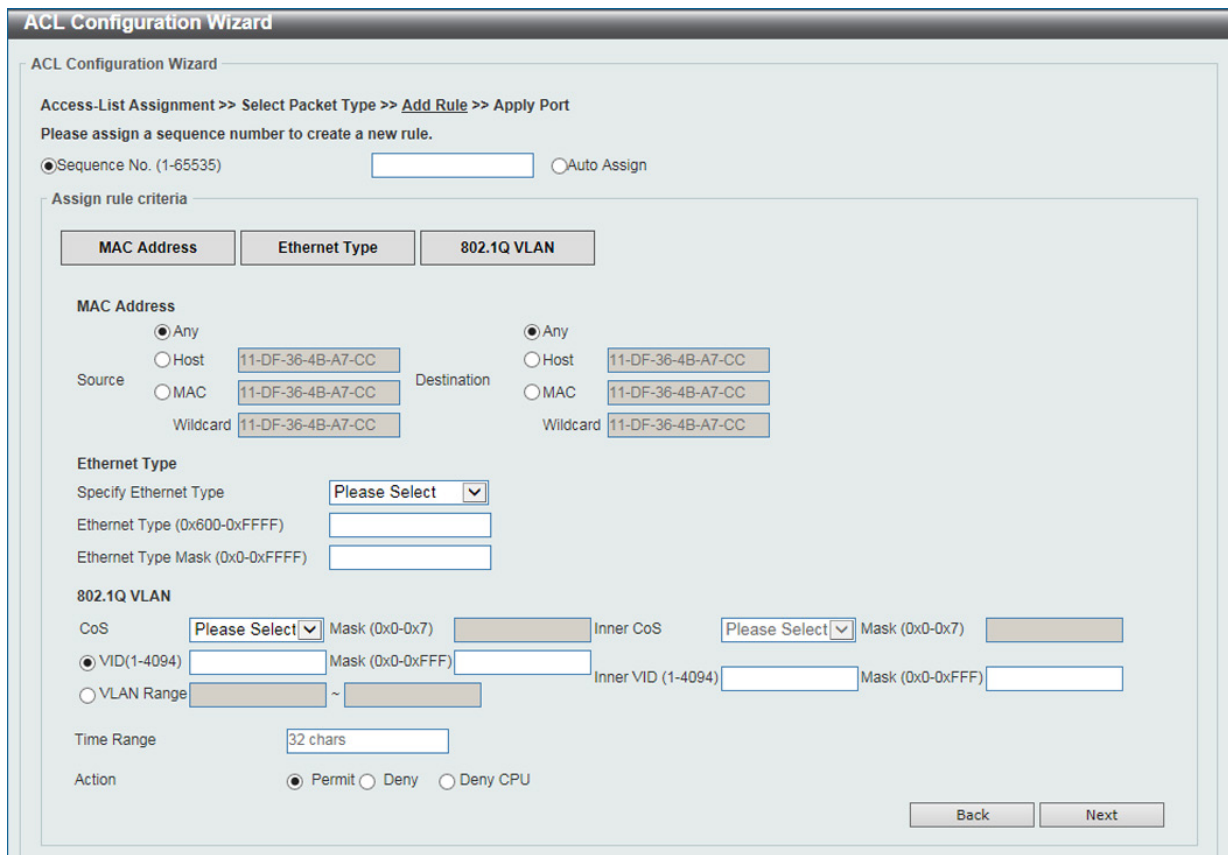 ACL Configuration Wizard
ACL Configuration Wizard
Access-List Assignment >> Select Packet Type >> Add Rule >> Apply Port
Please assign a sequence number to create a new rule.
Sequence No. (1-65535) Auto Assign
Assign rule criteria
MAC Address Ethernet Type 802.1Q VLAN
MAC Address
Any Any
Host 11-DF-36-4B-A7-CC Host 11-DF-36-4B-A7-CC
Source Destination
MAC 11-DF-36-4B-A7-CC MAC 11-DF-36-4B-A7-CC
Wildcard 11-DF-36-4B-A7-CC Wildcard 11-DF-36-4B-A7-CC
Ethernet Type
Specify Ethernet Type Please Select
Ethernet Type (0x600-0xFFFF)
Ethernet Type Mask (0x0-0xFFFF)
802.1Q VLAN
CoS Please Select Mask (0x0-0x7) Inner CoS Please Select Mask (0x0-0x7)
VID(1-4094) Mask (0x0-0xFFF)
Inner VID (1-4094) Mask (0x0-0xFFF)
VLAN Range ~
Time Range 32 chars
Action Permit Deny Deny CPU
Back Next